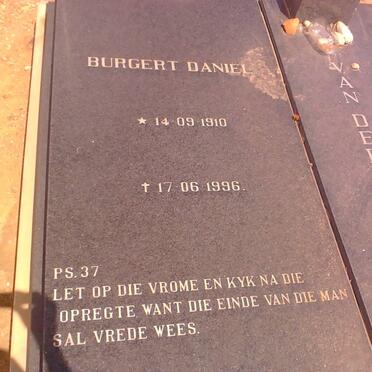 BURGERT DANIEL
★ 14-09-1910
† 17-06-1996.
PS.37
LET OP DIE VROME EN KYK NA DIE
OPREGTE WANT DIE EINDE VAN DIE MAN
SAL VREDE WEES.
VAN